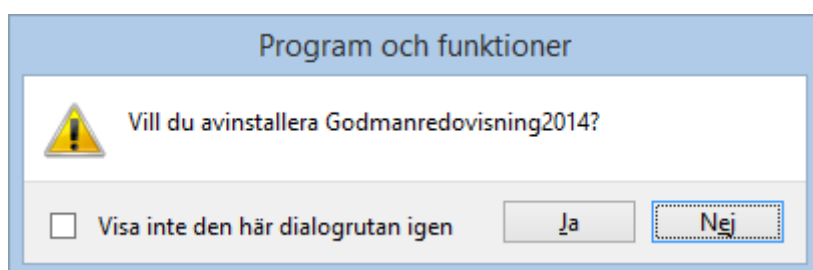 Program och funktioner
Vill du avinstallera Godmanredovisning2014?
Visa inte den här dialogrutan igen
Ja
Nej